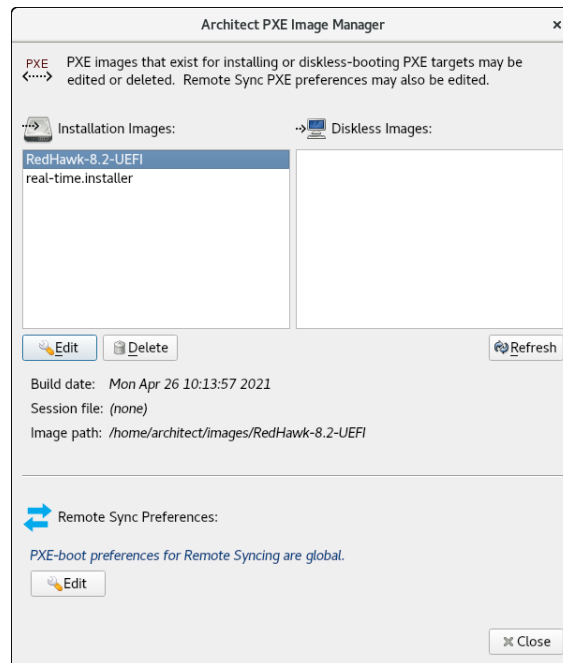 Architect PXE Image Manager
×
PXE
PXE images that exist for installing or diskless-booting PXE targets may be
edited or deleted. Remote Sync PXE preferences may also be edited.
Installation Images:
Diskless Images:
RedHawk-8.2-UEFI
real-time.installer
Edit
Delete
Refresh
Build date: Mon Apr 26 10:13:57 2021
Session file: (none)
Image path: /home/architect/images/RedHawk-8.2-UEFI
Remote Sync Preferences:
PXE-boot preferences for Remote Syncing are global.
Edit
Close